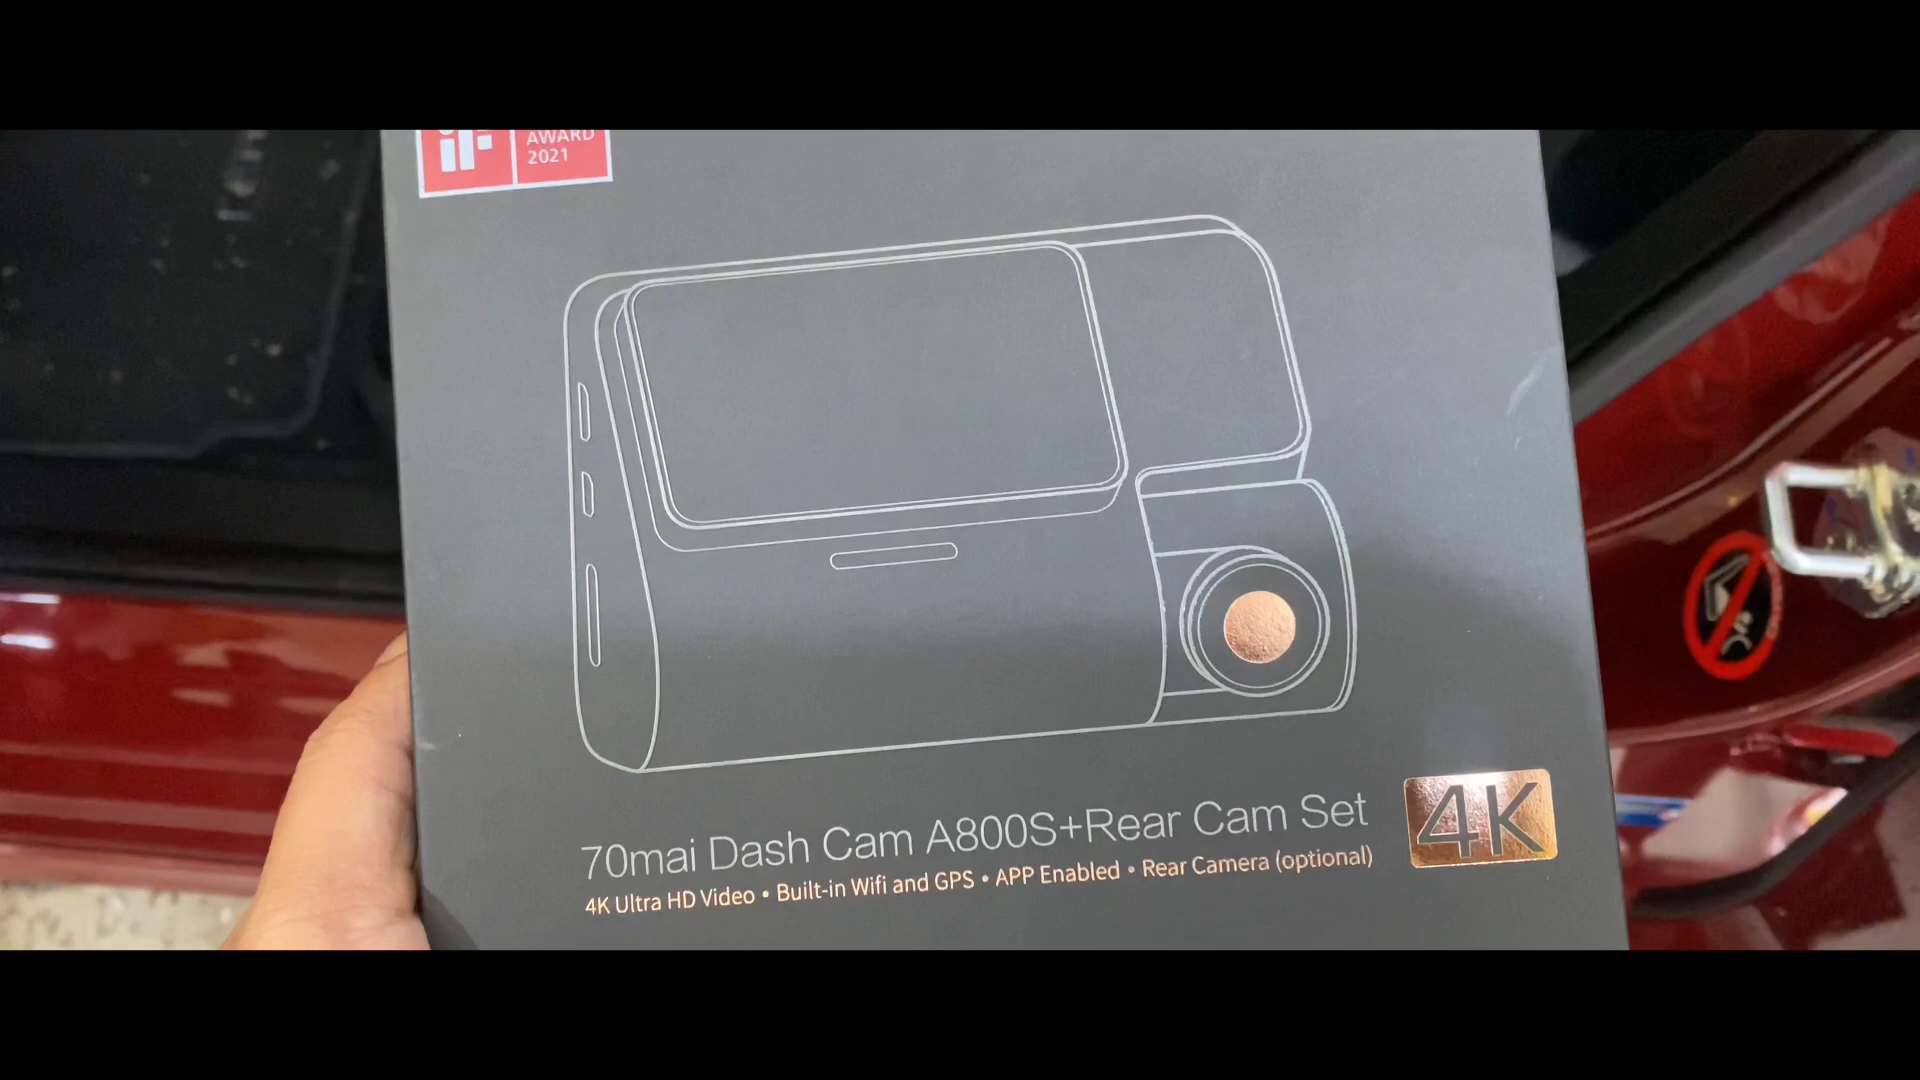 iF
AWARD
2021
70mai Dash Cam A800S+Rear Cam Set
4K
4K Ultra HD Video • Built-in Wifi and GPS • APP Enabled • Rear Camera (optional)